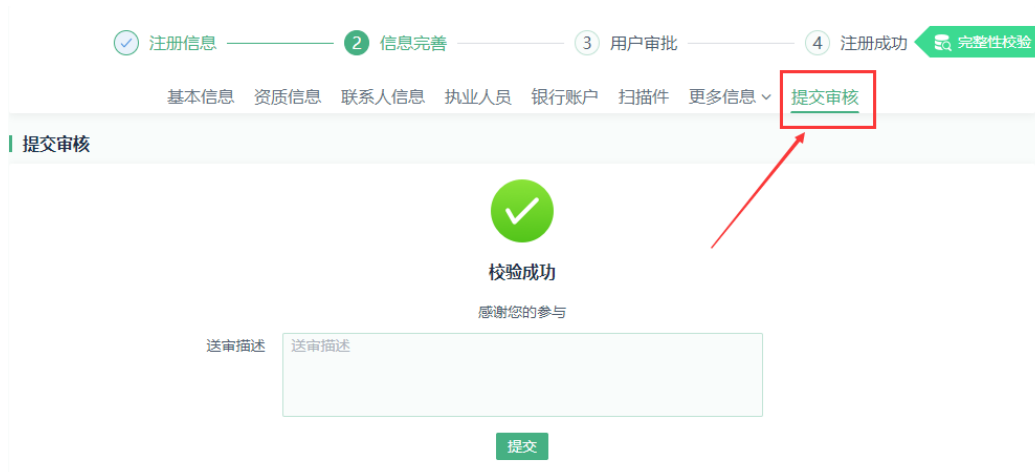 注册信息 2 信息完善 3 用户审批 4 注册成功 完整性校验
基本信息 资质信息 联系人信息 执业人员 银行账户 扫描件 更多信息 提交审核
提交审核
校验成功
感谢您的参与
送审描述 送审描述
提交